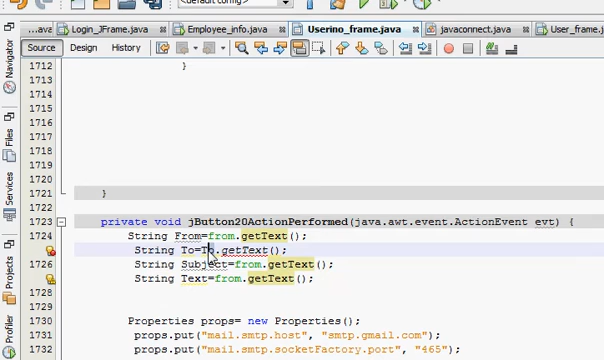 <default config>
...ava Login_JFrame.java Employee_info.java Userino_frame.java javaconnect.java User_frame.j
Source Design History
Navigator
Files
Services
Projects
Profiler
1712 }
1713
1714
1715
1716
1717
1718
1719
1720
1721 }
1722
1723 private void jButton20ActionPerformed(java.awt.event.ActionEvent evt) {
1724 String From=from.getText();
String To=To.getText();
1726 String Subject=from.getText();
String Text=from.getText();
1728
1729
1730 Properties props= new Properties();
1731 props.put("mail.smtp.host", "smtp.gmail.com");
1732 props.put("mail.smtp.socketFactory.port", "465");